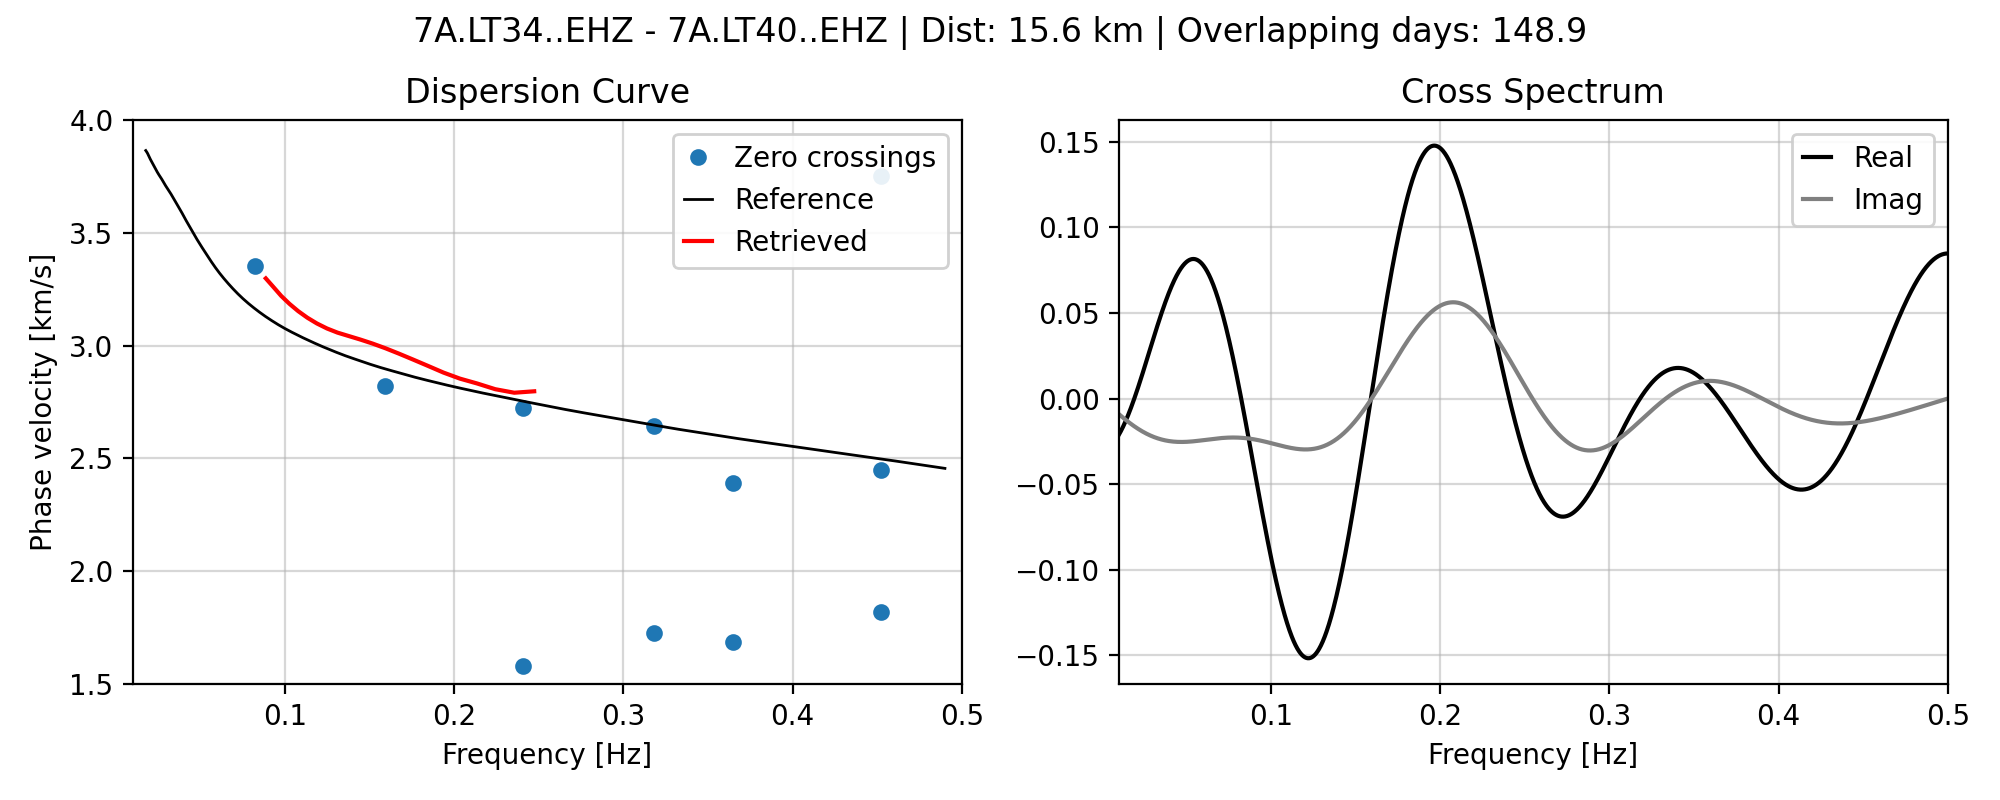 7A.LT34..EHZ - 7A.LT40..EHZ | Dist: 15.6 km | Overlapping days: 148.9
Dispersion Curve
Phase velocity [km/s]
4.0
3.5
3.0
2.5
2.0
1.5
0.1
0.2
0.3
0.4
0.5
Frequency [Hz]
Zero crossings
Reference
Retrieved
Cross Spectrum
0.15
0.10
0.05
0.00
−0.05
−0.10
−0.15
0.1
0.2
0.3
0.4
0.5
Frequency [Hz]
Real
Imag